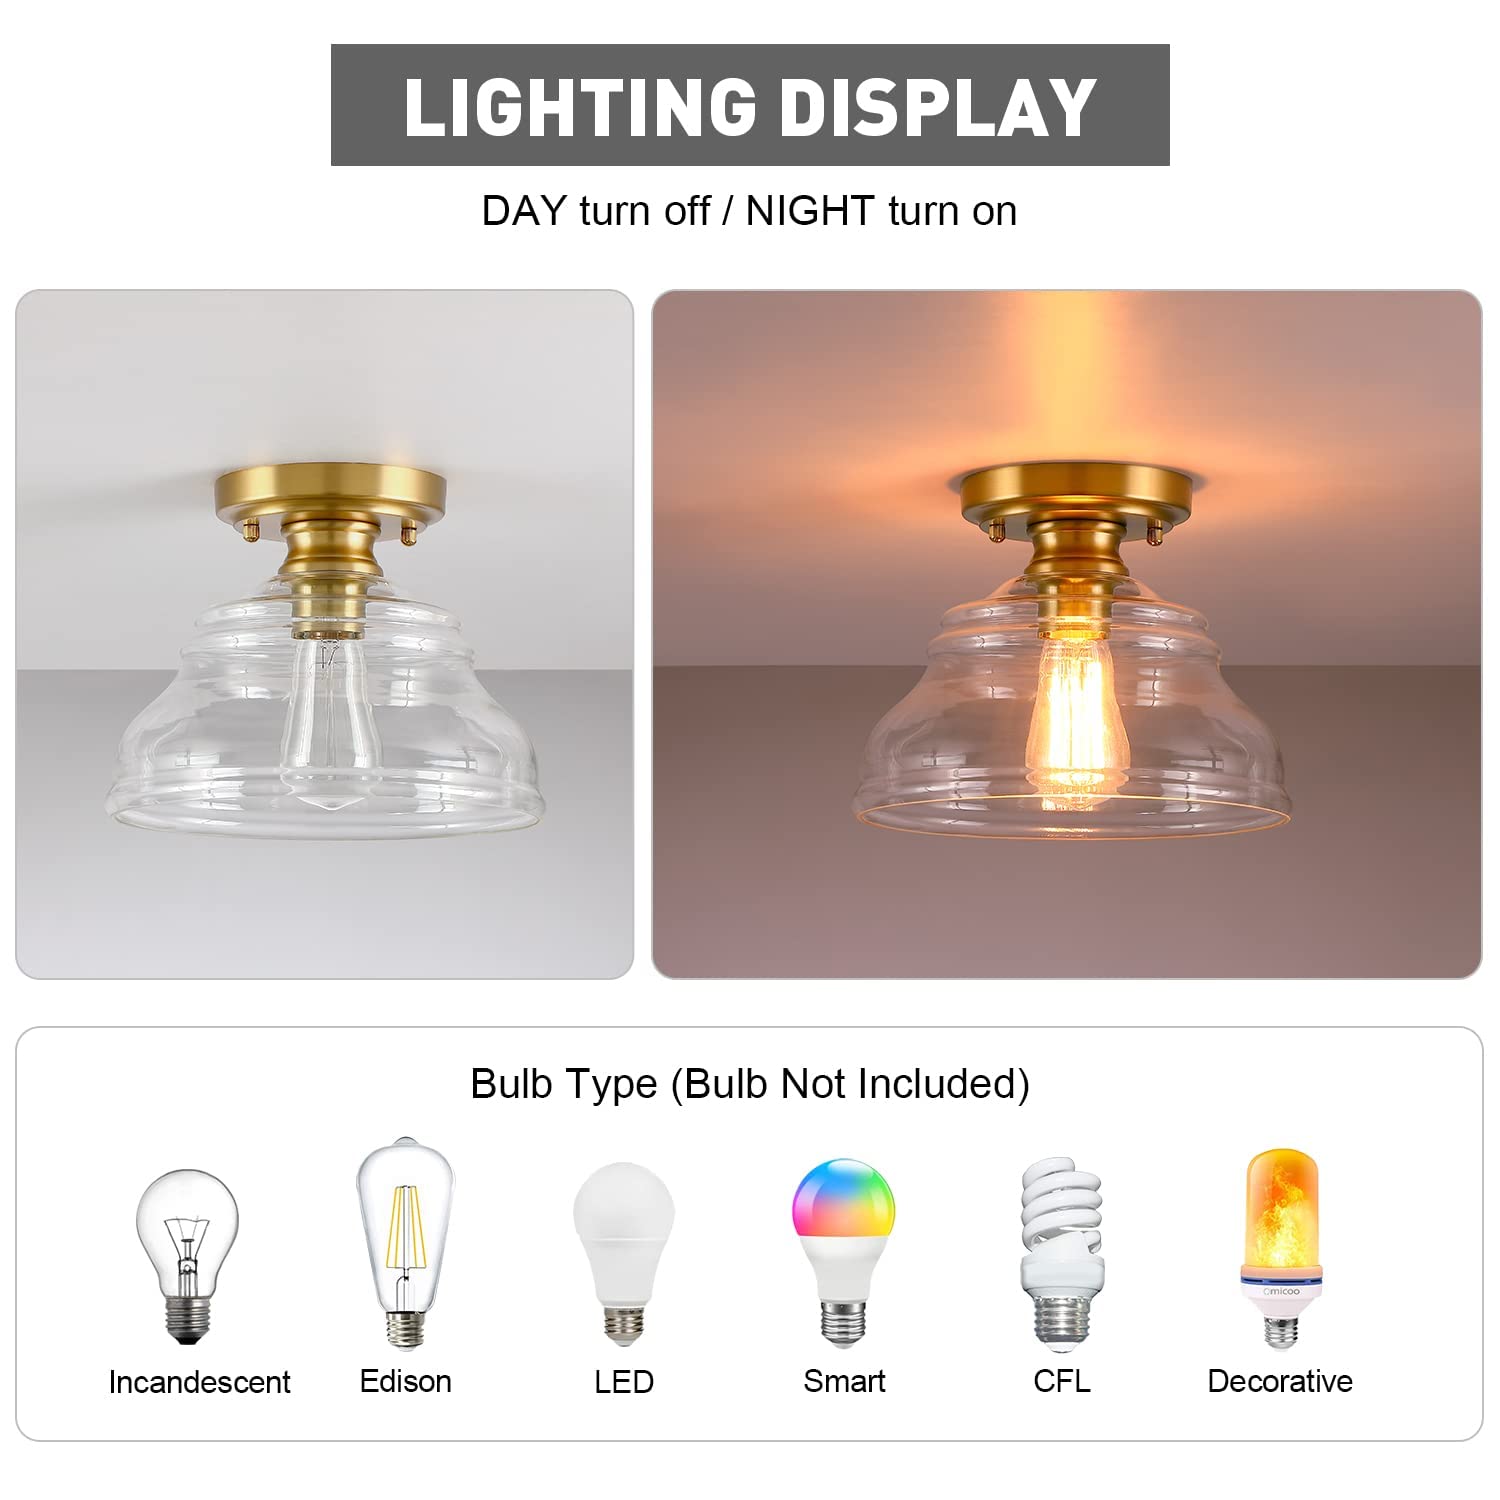 LIGHTING DISPLAY
DAY turn off / NIGHT turn on
Bulb Type (Bulb Not Included)
Omicoo
Incandescent Edison LED Smart CFL Decorative